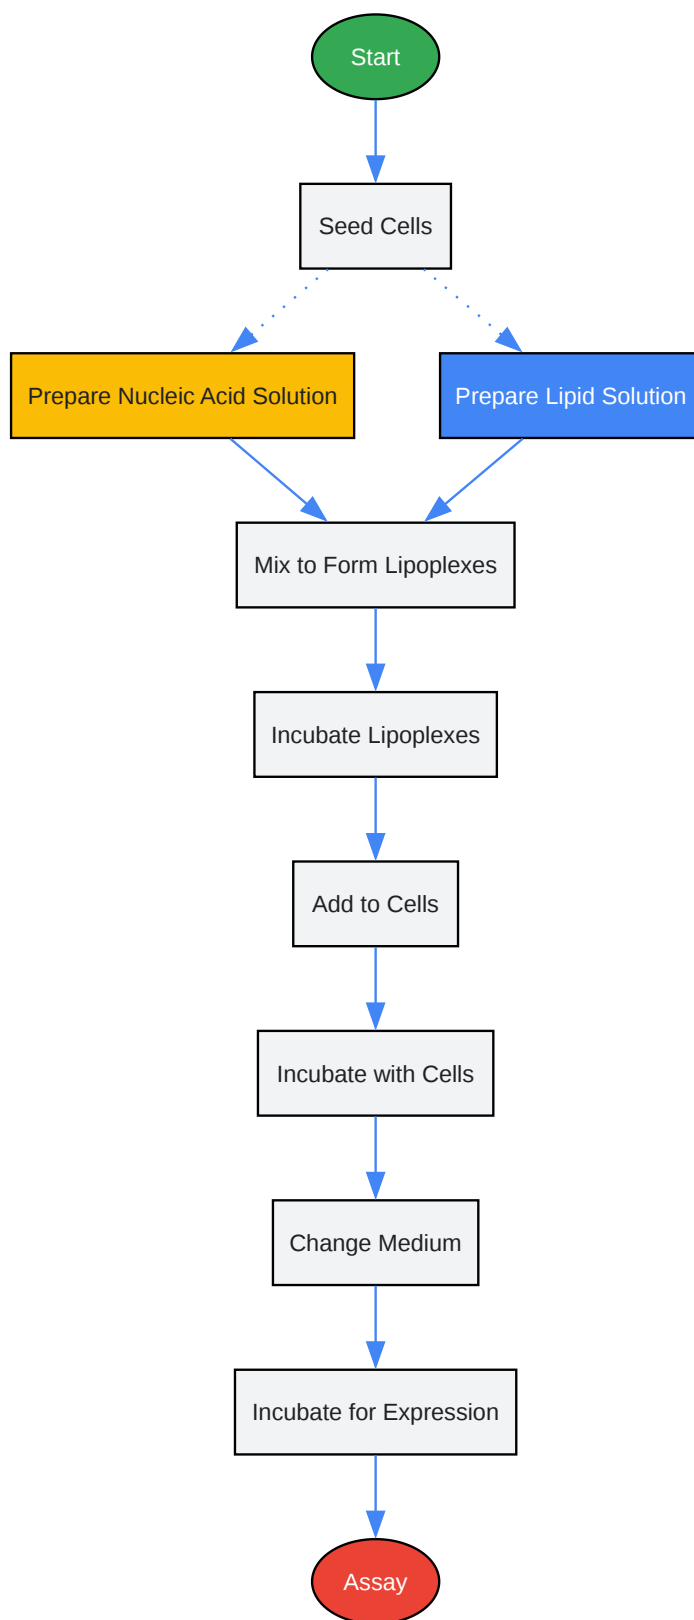 Start
Seed Cells
Prepare Nucleic Acid Solution
Prepare Lipid Solution
Mix to Form Lipoplexes
Incubate Lipoplexes
Add to Cells
Incubate with Cells
Change Medium
Incubate for Expression
Assay